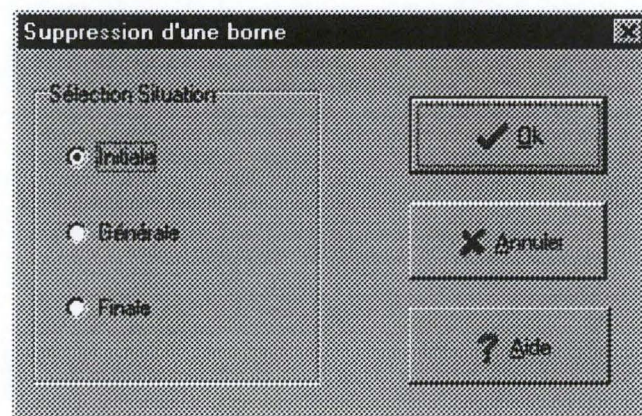 Suppression d'une borne
Sélection Situation
Initiale
Générale
Finale
Ok
Annuler
Aide